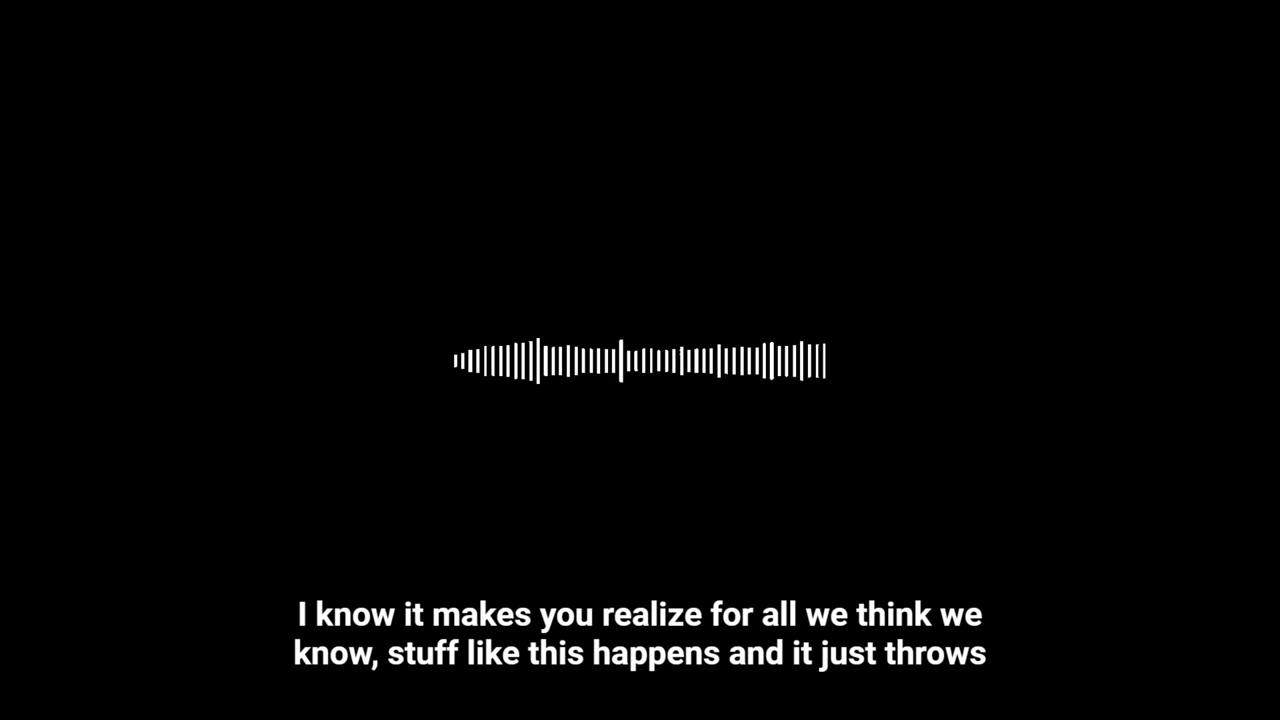 I know it makes you realize for all we think we
know, stuff like this happens and it just throws